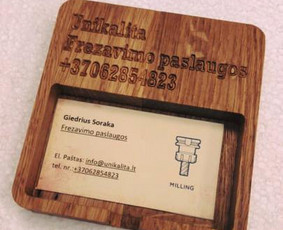 Unikalita
Frezavimo paslaugos
+37062854823
Giedrius Soraka
Frezavimo paslaugos
El. Paštas: info@unikalita.lt
tel. nr.:+37062854823
MILLING